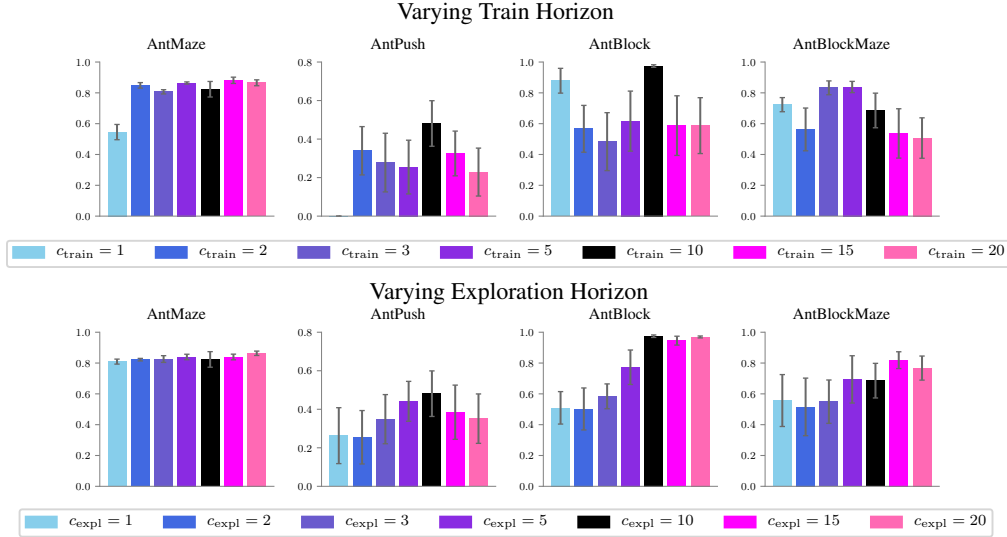 Varying Train Horizon
AntMaze AntPush AntBlock AntBlockMaze
1.0 0.8 1.0 1.0
0.8 0.8 0.8
0.6 0.6 0.6 0.6
0.4 0.4 0.4 0.4
0.2 0.2 0.2 0.2
0.0 0.0 0.0 0.0
c_train = 1 c_train = 2 c_train = 3 c_train = 5 c_train = 10 c_train = 15 c_train = 20
Varying Exploration Horizon
AntMaze AntPush AntBlock AntBlockMaze
1.0 0.8 1.0 1.0
0.8 0.8 0.8
0.6 0.6 0.6 0.6
0.4 0.4 0.4 0.4
0.2 0.2 0.2 0.2
0.0 0.0 0.0 0.0
c_expl = 1 c_expl = 2 c_expl = 3 c_expl = 5 c_expl = 10 c_expl = 15 c_expl = 20